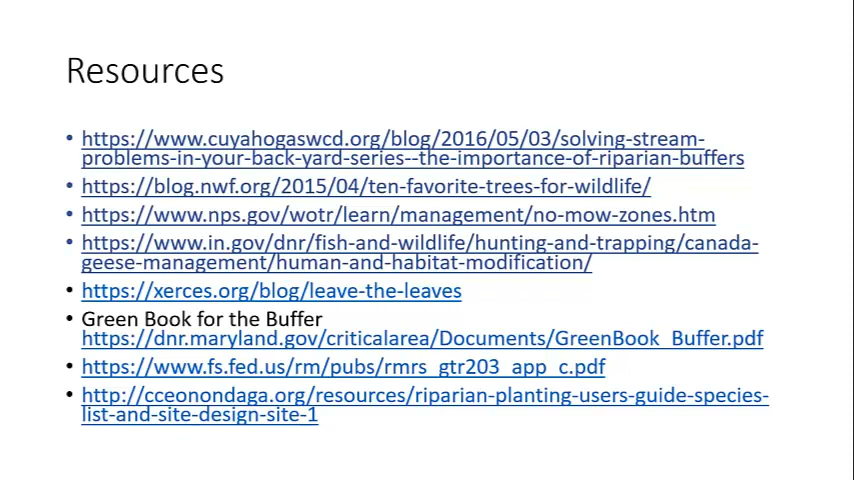 Resources
• https://www.cuyahogaswcd.org/blog/2016/05/03/solving-stream-
problems-in-your-back-yard-series--the-importance-of-riparian-buffers
• https://blog.nwf.org/2015/04/ten-favorite-trees-for-wildlife/
• https://www.nps.gov/wotr/learn/management/no-mow-zones.htm
• https://www.in.gov/dnr/fish-and-wildlife/hunting-and-trapping/canada-
geese-management/human-and-habitat-modification/
• https://xerces.org/blog/leave-the-leaves
• Green Book for the Buffer
https://dnr.maryland.gov/criticalarea/Documents/GreenBook_Buffer.pdf
• https://www.fs.fed.us/rm/pubs/rmrs_gtr203_app_c.pdf
• http://cceonondaga.org/resources/riparian-planting-users-guide-species-
list-and-site-design-site-1